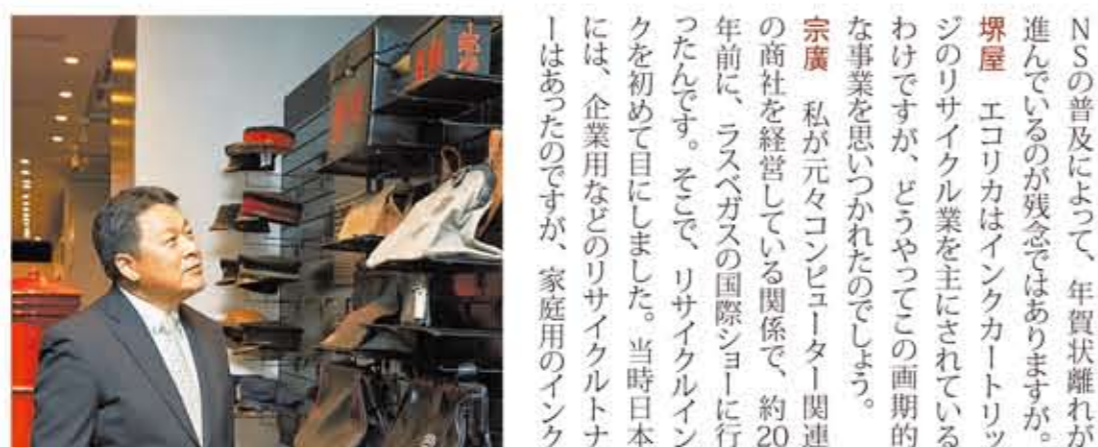 NSの普及によって、年賀状離れが
進んでいるのが残念ではありますが。
堺屋　エコリカはインクカートリッ
ジのリサイクル業を主にされている
わけですが、どうやってこの画期的
な事業を思いつかれたのでしょう。
宗廣　私が元々コンピューター関連
の商社を経営している関係で、約20
年前に、ラスベガスの国際ショーに行
ったんです。そこで、リサイクルイン
クを初めて目にしました。当時日本
には、企業用などのリサイクルトナ
ーはあったのですが、家庭用のインク